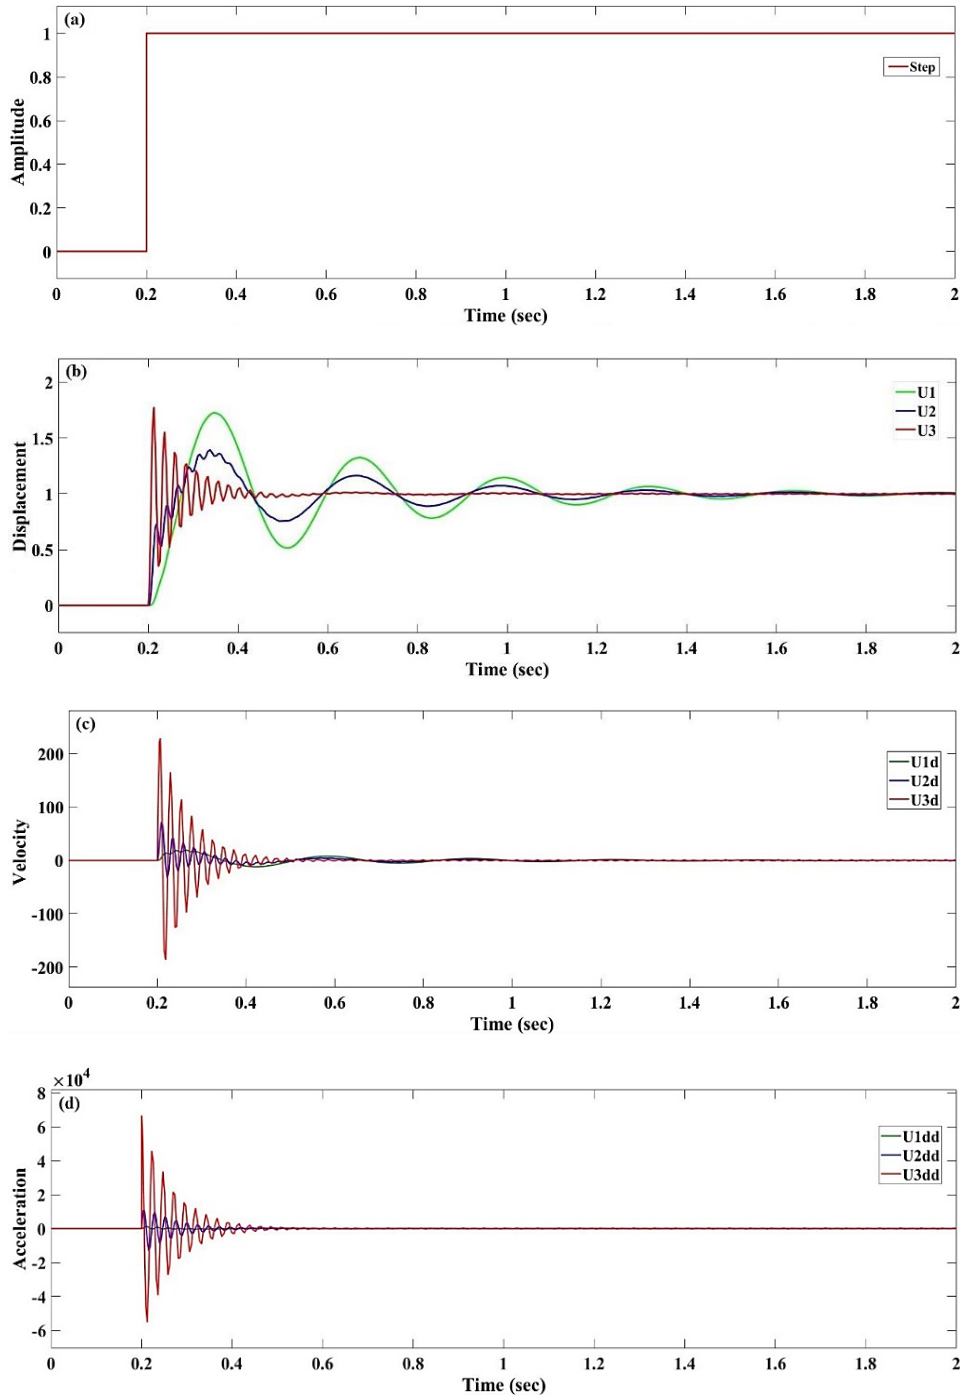 (a)
1
0.8
0.6
0.4
0.2
0
Amplitude
Step
0 0.2 0.4 0.6 0.8 1 1.2 1.4 1.6 1.8 2
Time (sec)
(b)
2
1.5
1
0.5
0
Displacement
U1
U2
U3
0 0.2 0.4 0.6 0.8 1 1.2 1.4 1.6 1.8 2
Time (sec)
(c)
200
100
0
-100
-200
Velocity
U1d
U2d
U3d
0 0.2 0.4 0.6 0.8 1 1.2 1.4 1.6 1.8 2
Time (sec)
×10⁴
(d)
8
6
4
2
0
-2
-4
-6
Acceleration
U1dd
U2dd
U3dd
0 0.2 0.4 0.6 0.8 1 1.2 1.4 1.6 1.8 2
Time (sec)